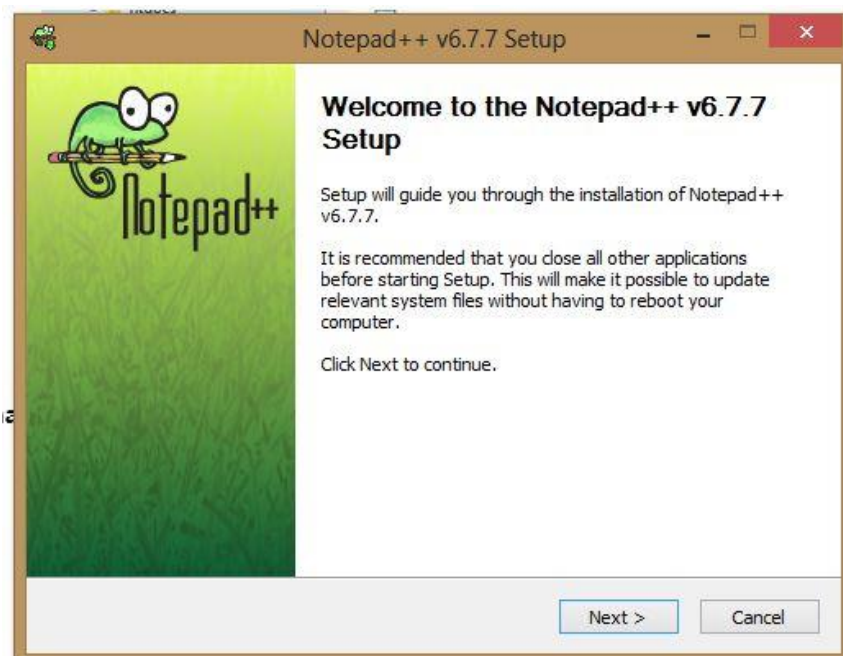 Notepad++ v6.7.7 Setup
Notepad++
Welcome to the Notepad++ v6.7.7
Setup
Setup will guide you through the installation of Notepad++
v6.7.7.
It is recommended that you close all other applications
before starting Setup. This will make it possible to update
relevant system files without having to reboot your
computer.
Click Next to continue.
Next >
Cancel